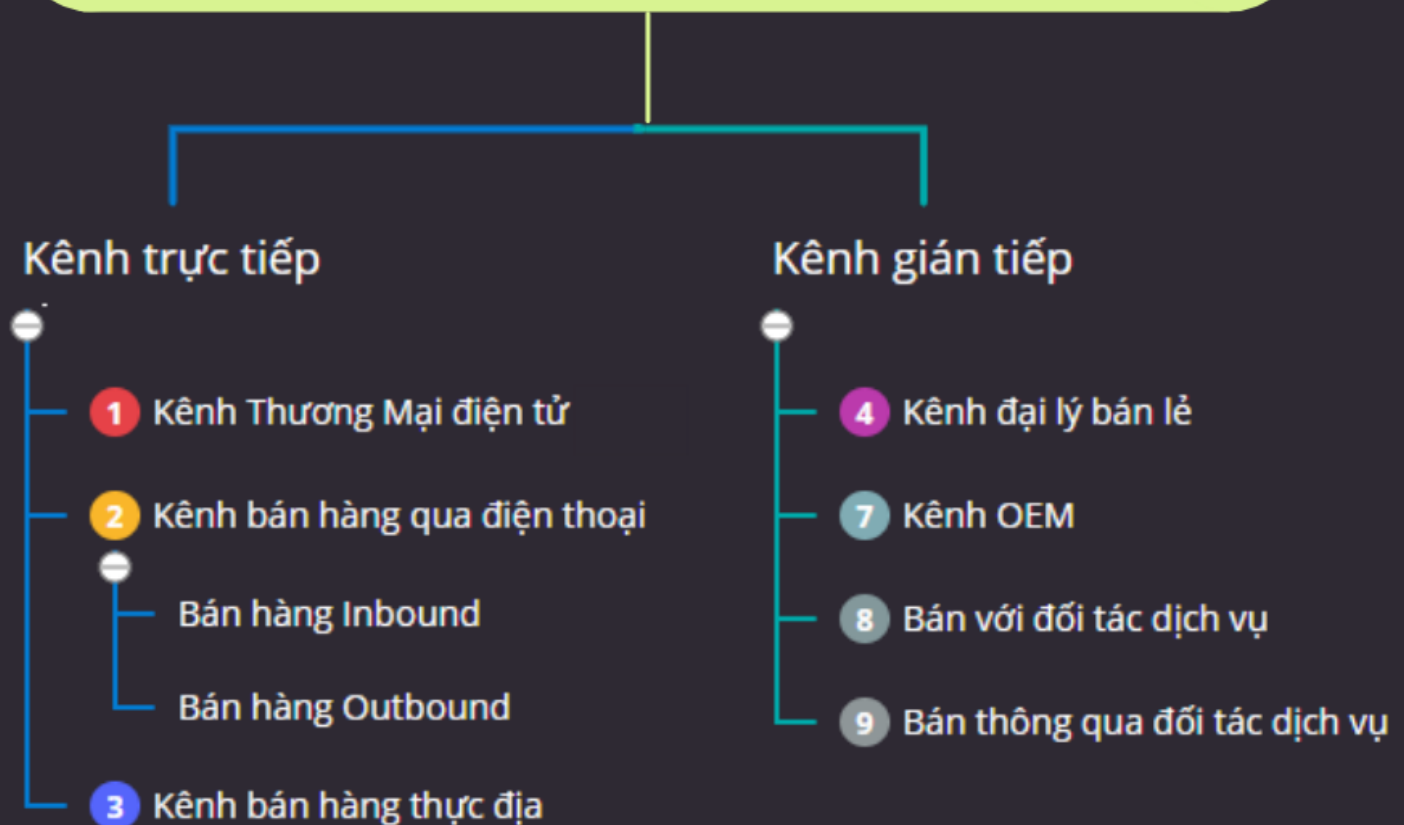 Kênh trực tiếp
1 Kênh Thương Mại điện tử
2 Kênh bán hàng qua điện thoại
Bán hàng Inbound
Bán hàng Outbound
3 Kênh bán hàng thực địa
Kênh gián tiếp
4 Kênh đại lý bán lẻ
7 Kênh OEM
8 Bán với đối tác dịch vụ
9 Bán thông qua đối tác dịch vụ